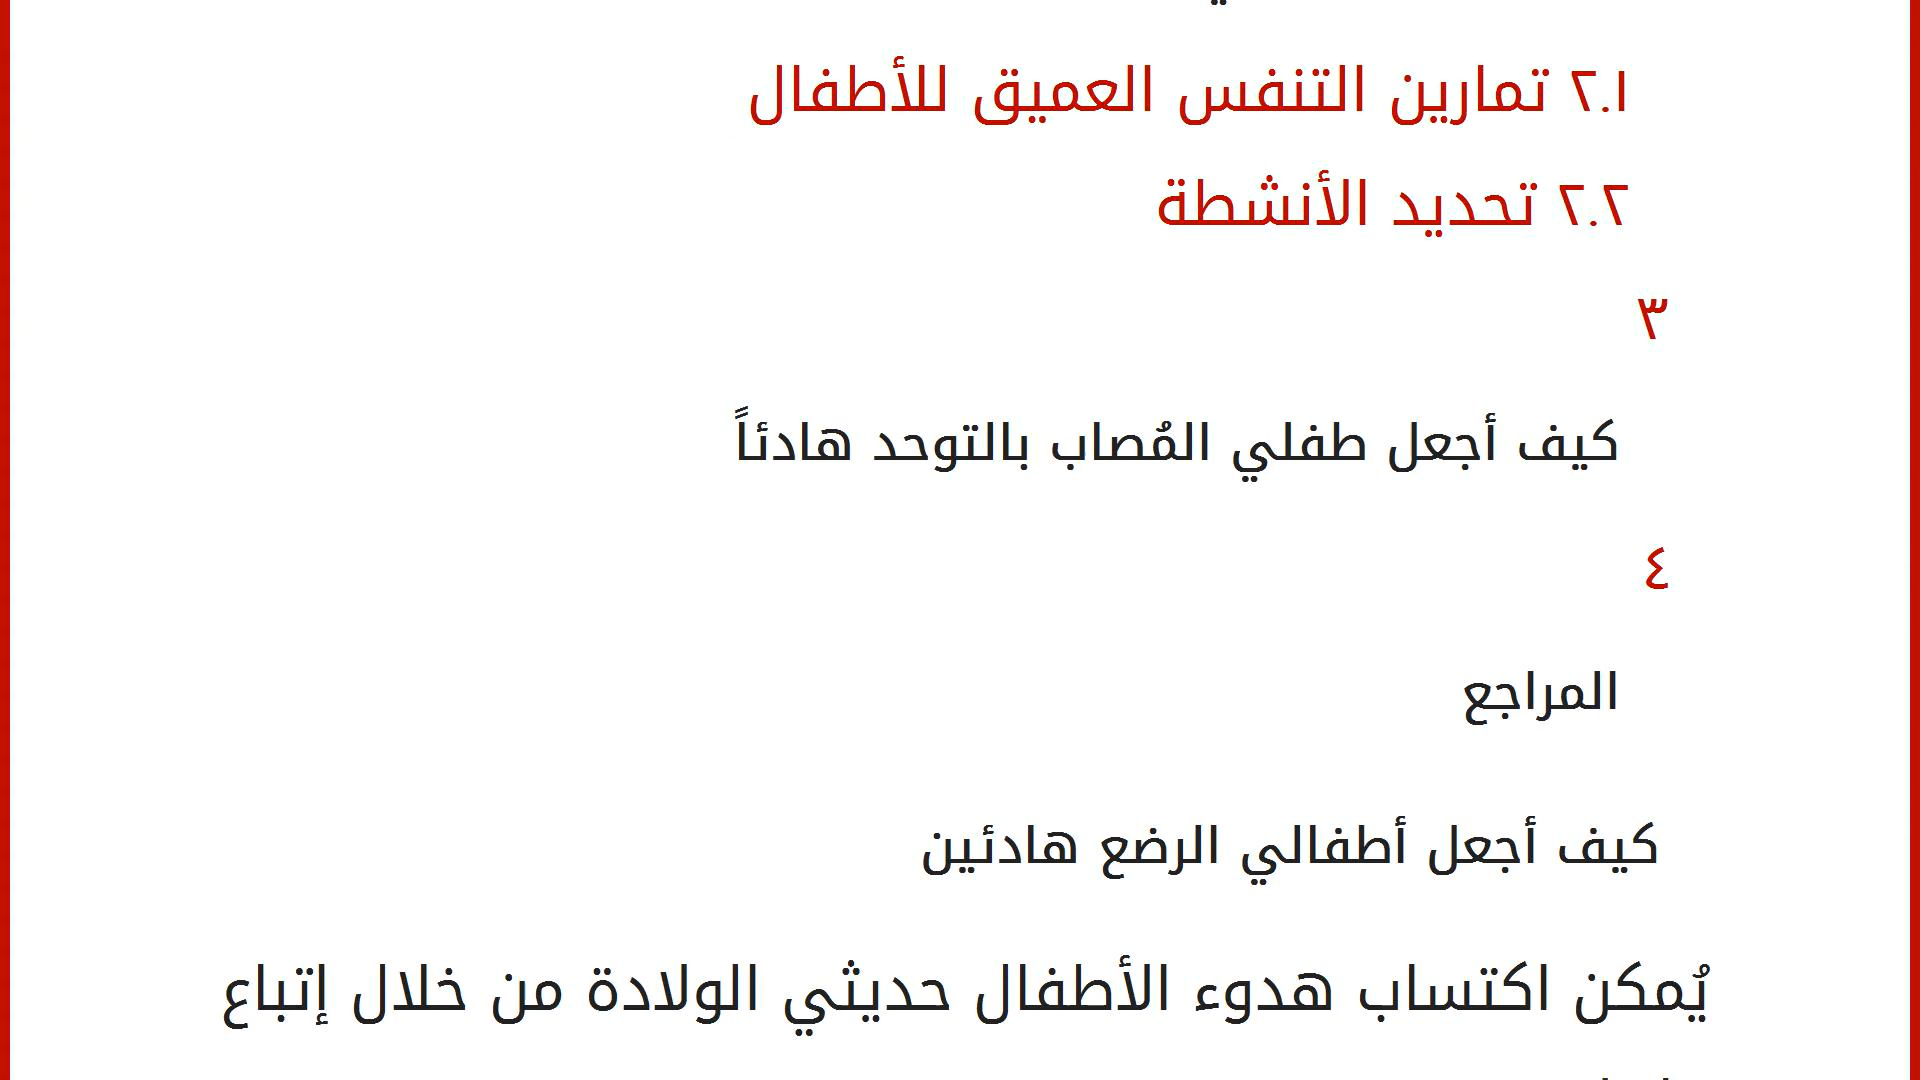 ٢.١ تمارين التنفس العميق للأطفال
٢.٢ تحديد الأنشطة
٣
كيف أجعل طفلي المُصاب بالتوحد هادئاً
٤
المراجع
كيف أجعل أطفالي الرضع هادئين
يُمكن اكتساب هدوء الأطفال حديثي الولادة من خلال إتباع